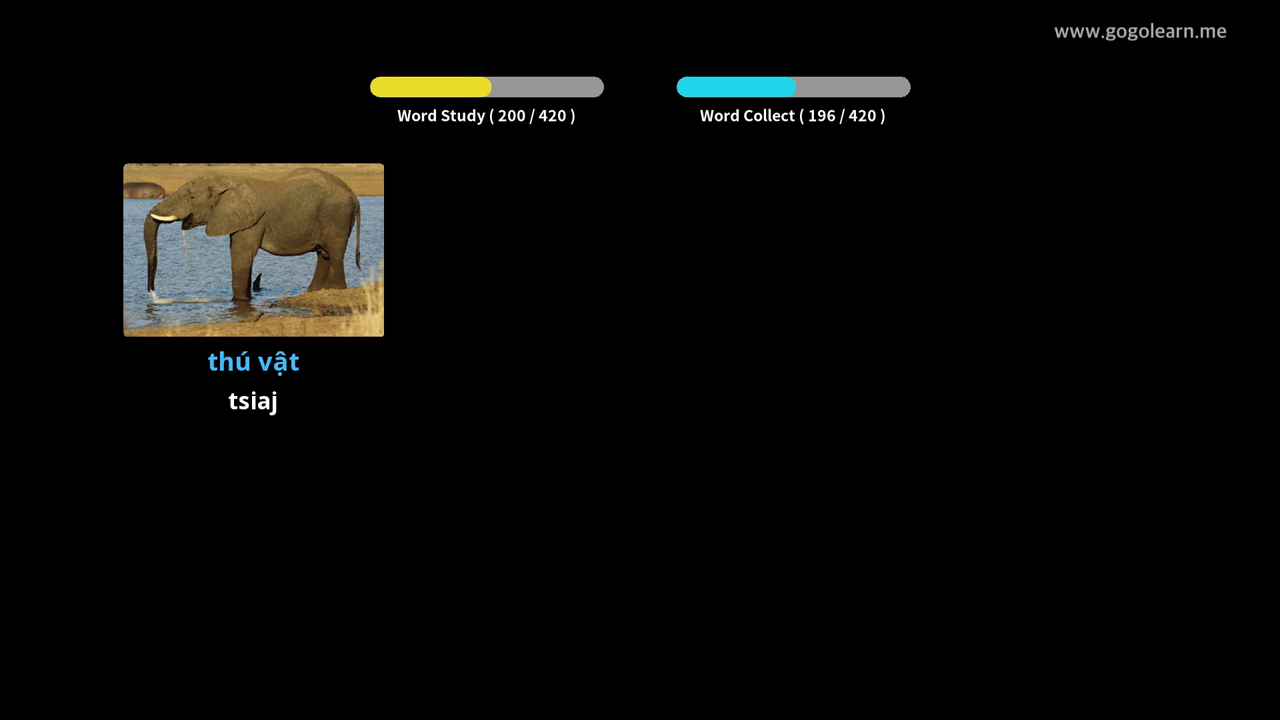 www.gogolearn.me
Word Study ( 200 / 420 )
Word Collect ( 196 / 420 )
thú vật
tsiaj